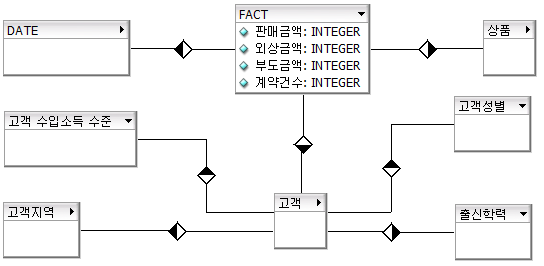 FACT
판매금액: INTEGER
외상금액: INTEGER
부도금액: INTEGER
계약건수: INTEGER
DATE
상품
고객 수입소득 수준
고객성별
고객
고객지역
출신학력